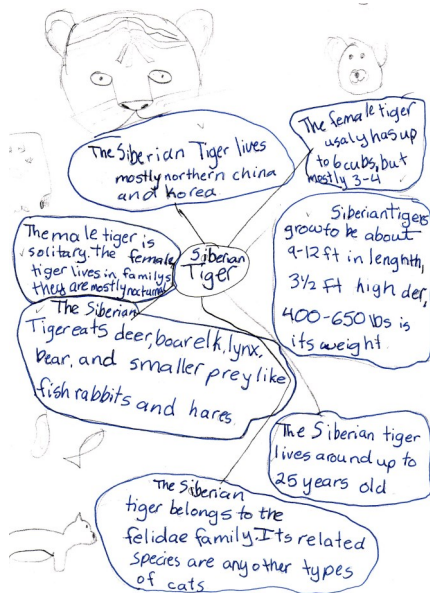 The Siberian Tiger lives
mostly northern china
and Korea
The female tiger
usaly has up
to 6 cubs, but
mostly 3-4
The male tiger is
solitary. the female
tiger lives in familys
they are mostly nocturnal
Siberian
Tiger
Siberian tigers
grow to be about
9-12 ft in lenghth,
3½ ft high
400-650 lbs is
its weight.
The Siberian
Tiger eats deer, boar elk, lynx,
bear, and smaller prey like
fish rabbits and hares
The Siberian tiger
lives around up to
25 years old
The Siberian
tiger belongs to the
felidae family. Its related
species are any other types
of cats